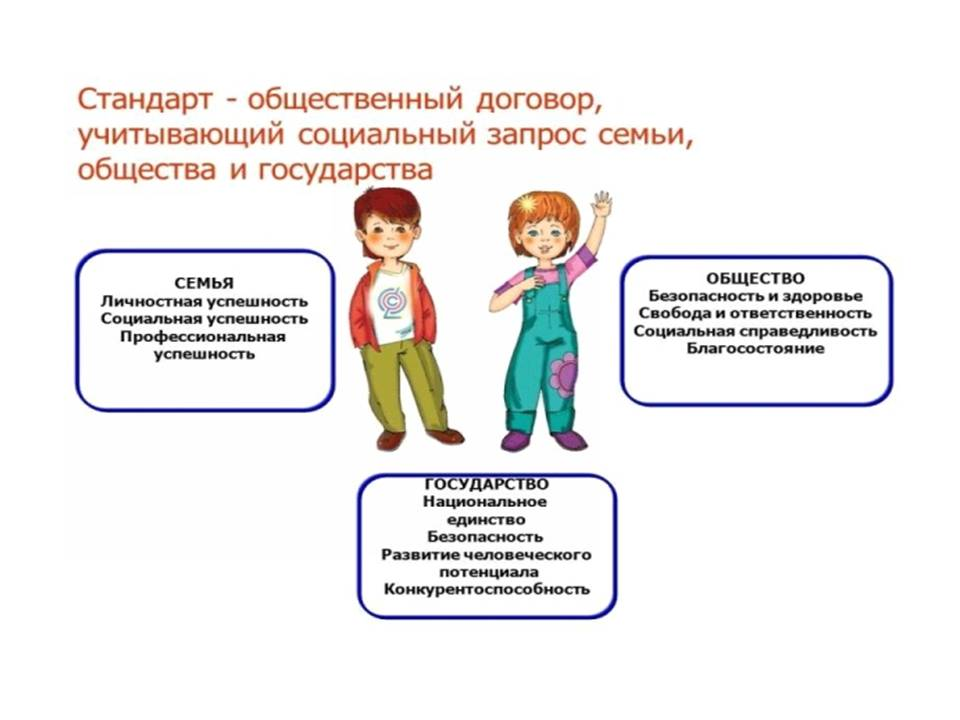 Стандарт - общественный договор,
учитывающий социальный запрос семьи,
общества и государства
СЕМЬЯ
Личностная успешность
Социальная успешность
Профессиональная
успешность
ОБЩЕСТВО
Безопасность и здоровье
Свобода и ответственность
Социальная справедливость
Благосостояние
ГОСУДАРСТВО
Национальное
единство
Безопасность
Развитие человеческого
потенциала
Конкурентоспособность